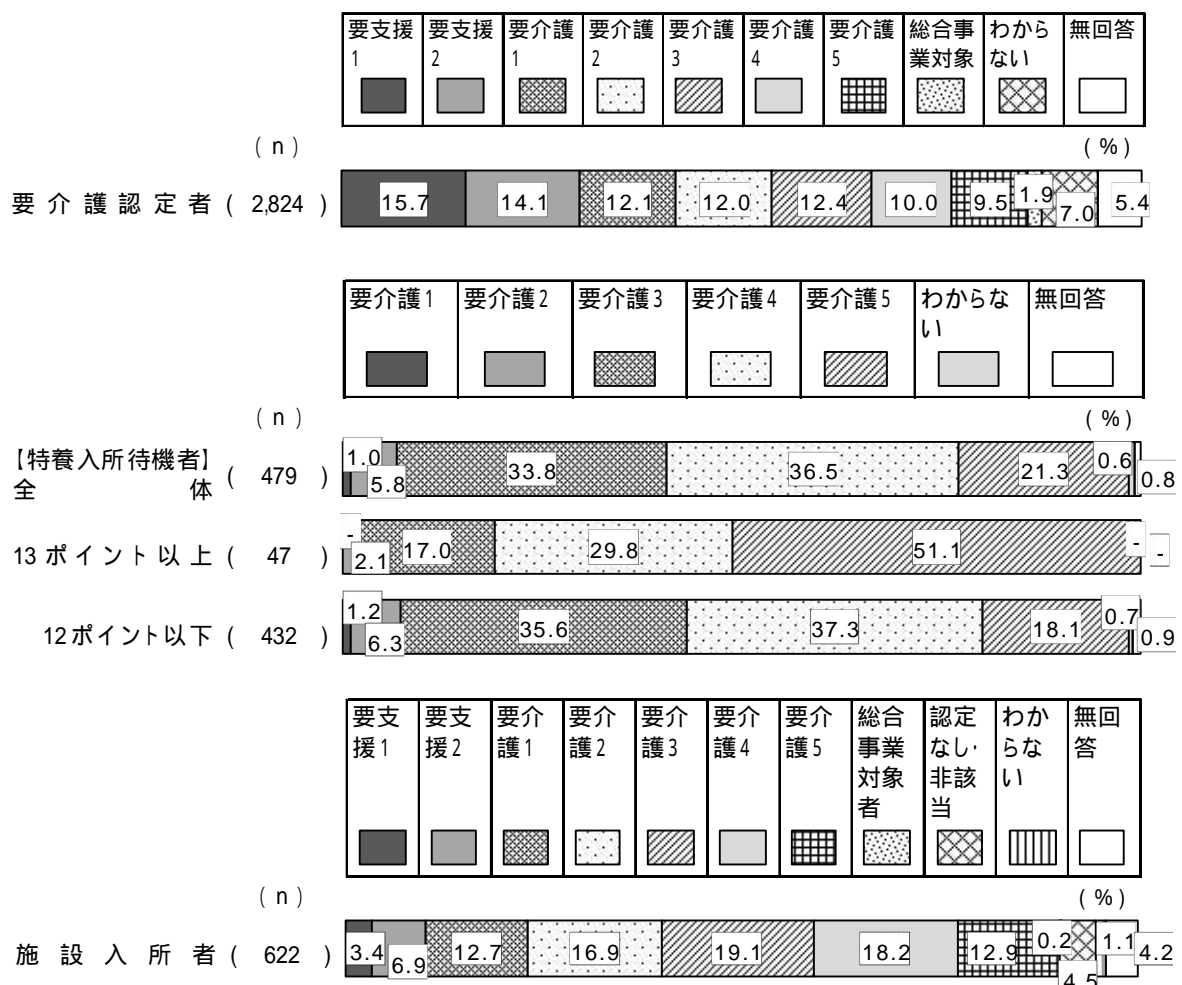 要支援 要支援 要介護 要介護 要介護 要介護 要介護 総合事 わから 無回答
1 2 1 2 3 4 5 業対象 ない
(n) (%)
要介護認定者 ( 2,824 ) 15.7 14.1 12.1 12.0 12.4 10.0 9.5 1.9 7.0 5.4
要介護1 要介護2 要介護3 要介護4 要介護5 わからな 無回答
い
(n) (%)
【特養入所待機者】
全体 ( 479 ) 1.0 5.8 33.8 36.5 21.3 0.6 0.8
13ポイント以上 ( 47 ) - 2.1 17.0 29.8 51.1 - -
12ポイント以下 ( 432 ) 1.2 6.3 35.6 37.3 18.1 0.7 0.9
要支 要支 要介 要介 要介 要介 要介 総合 認定 わか 無回
援1 援2 護1 護2 護3 護4 護5 事業 なし・ らな 答
対象 非該 い
者 当
(n) (%)
施設入所者 ( 622 ) 3.4 6.9 12.7 16.9 19.1 18.2 12.9 0.2 4.5 1.1 4.2